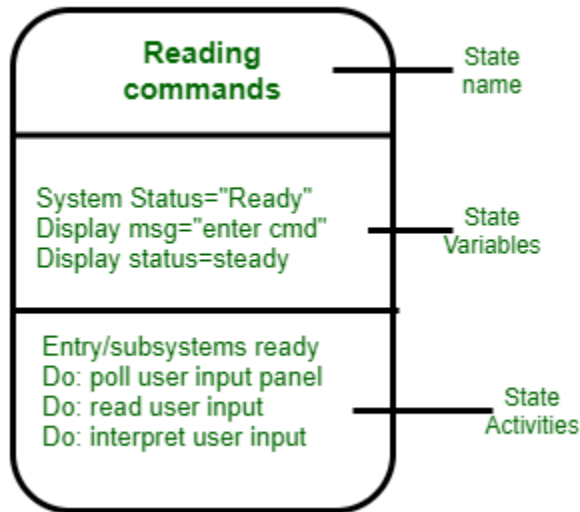 Reading
commands
State
name
System Status="Ready"
Display msg="enter cmd"
Display status=steady
State
Variables
Entry/subsystems ready
Do: poll user input panel
Do: read user input
Do: interpret user input
State
Activities